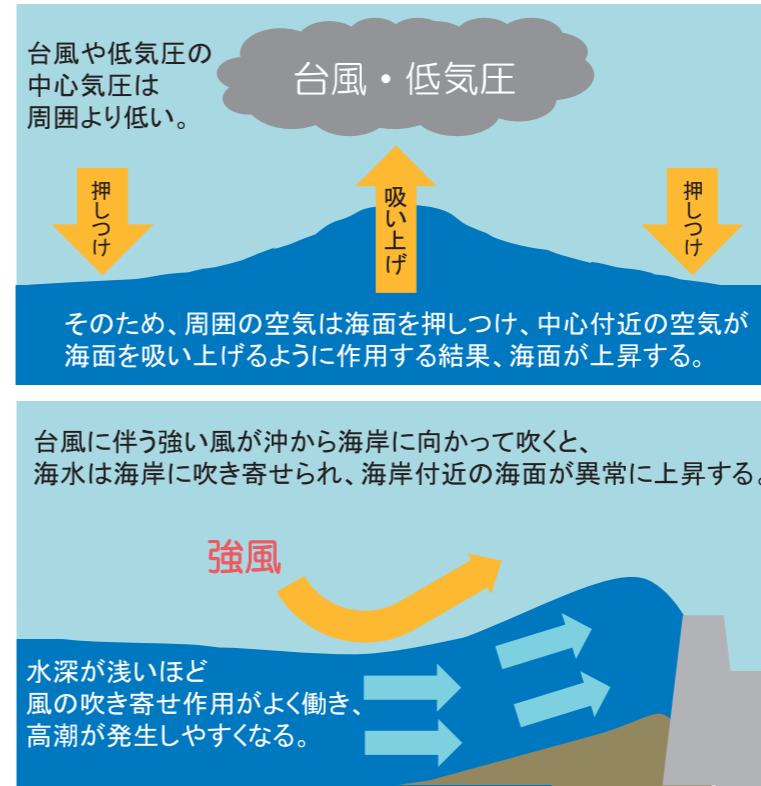 台風や低気圧の
中心気圧は
周囲より低い。
台風・低気圧
押しつけ
吸い上げ
押しつけ
そのため、周囲の空気は海面を押しつけ、中心付近の空気が
海面を吸い上げるように作用する結果、海面が上昇する。
台風に伴う強い風が沖から海岸に向かって吹くと、
海水は海岸に吹き寄せられ、海岸付近の海面が異常に上昇する。
強風
水深が浅いほど
風の吹き寄せ作用がよく働き、
高潮が発生しやすくなる。